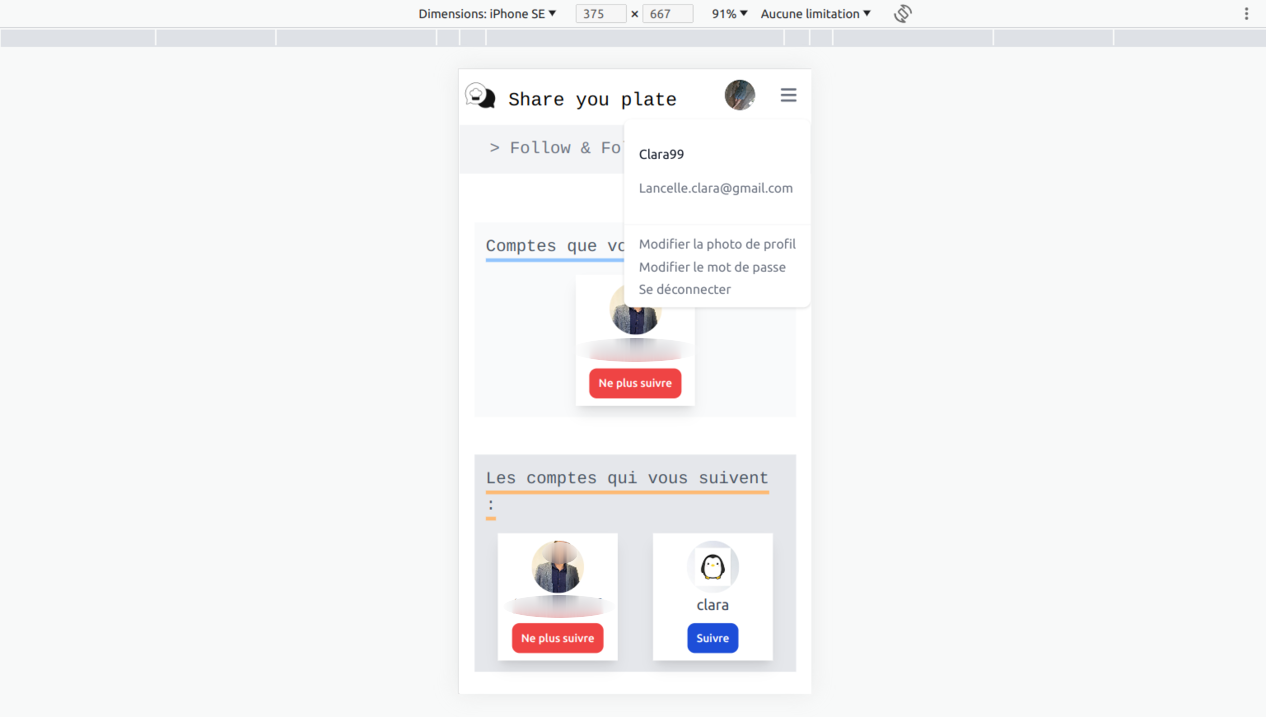 Dimensions: iPhone SE ▼ 375 × 667 91% ▼ Aucune limitation ▼
Share you plate
> Follow & Fo
Clara99
Lancelle.clara@gmail.com
Modifier la photo de profil
Modifier le mot de passe
Se déconnecter
Comptes que vo
Ne plus suivre
Les comptes qui vous suivent
:
Ne plus suivre
clara
Suivre